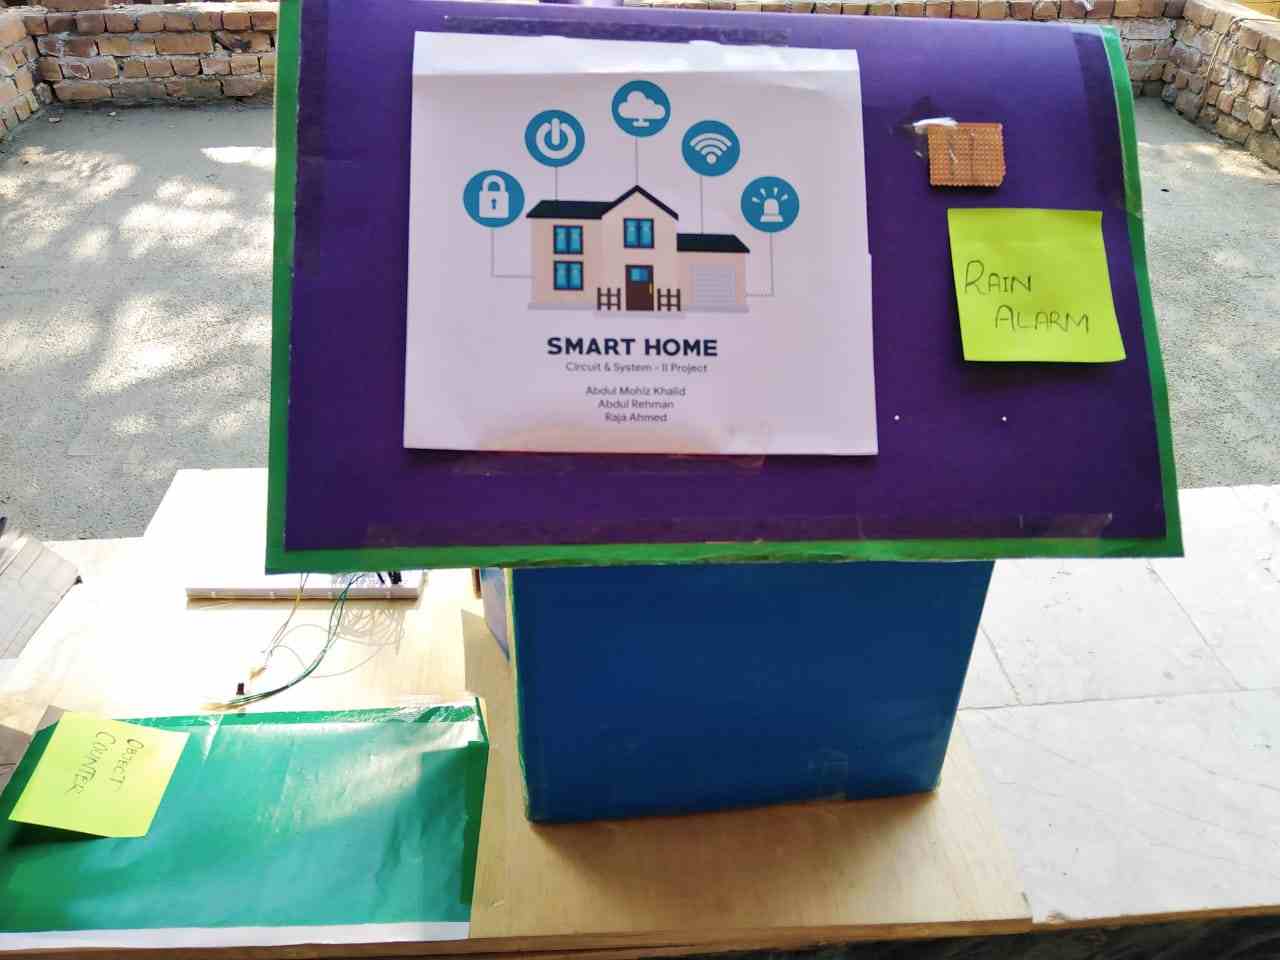 SMART HOME
Circuit & System - II Project
Abdul Mohiz Khalid
Abdul Rehman
Raja Ahmed
RAIN
ALARM
OBJECT
COUNTER